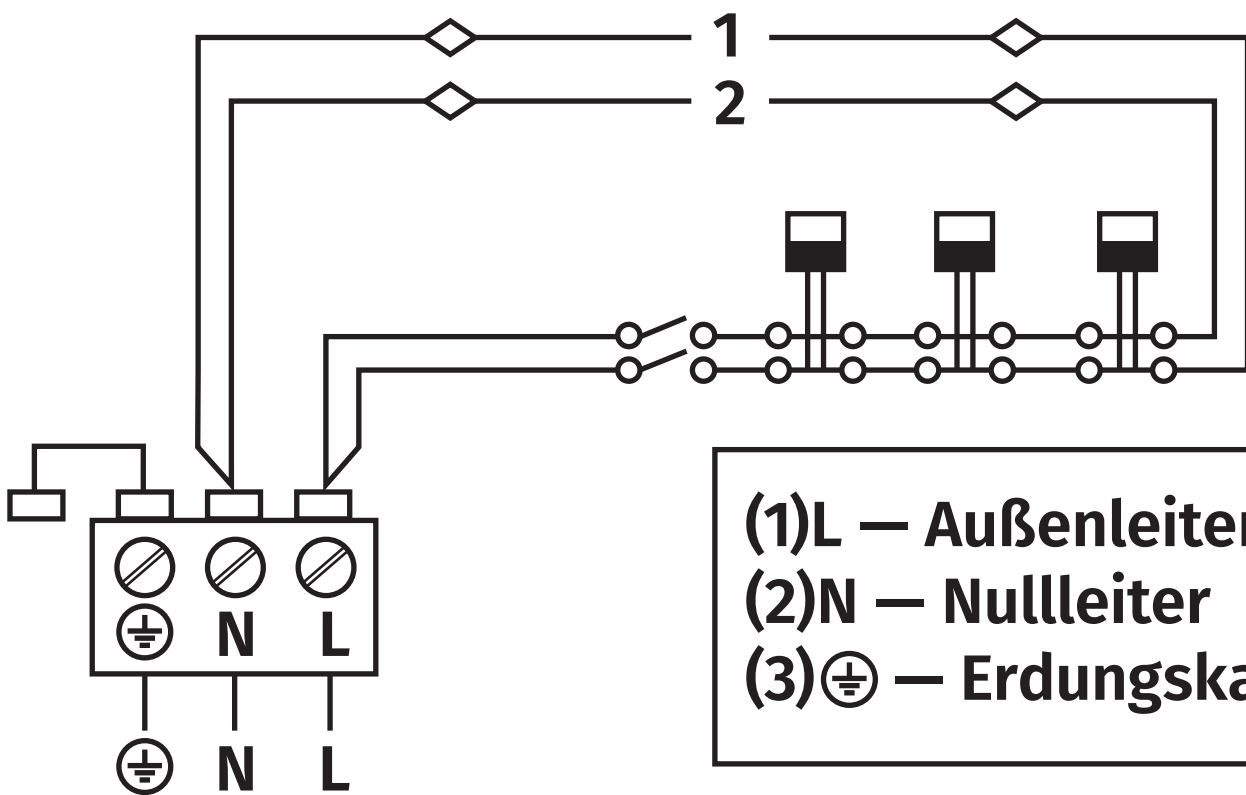 1
2
N L
N L
(1)L — Außenleiter
(2)N — Nullleiter
(3) — Erdungska